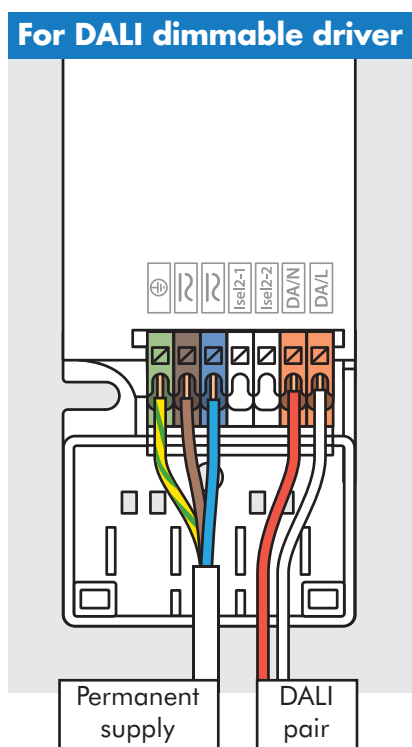 For DALI dimmable driver
Isel2-1
Isel2-2
DA/N
DA/L
Permanent
supply
DALI
pair